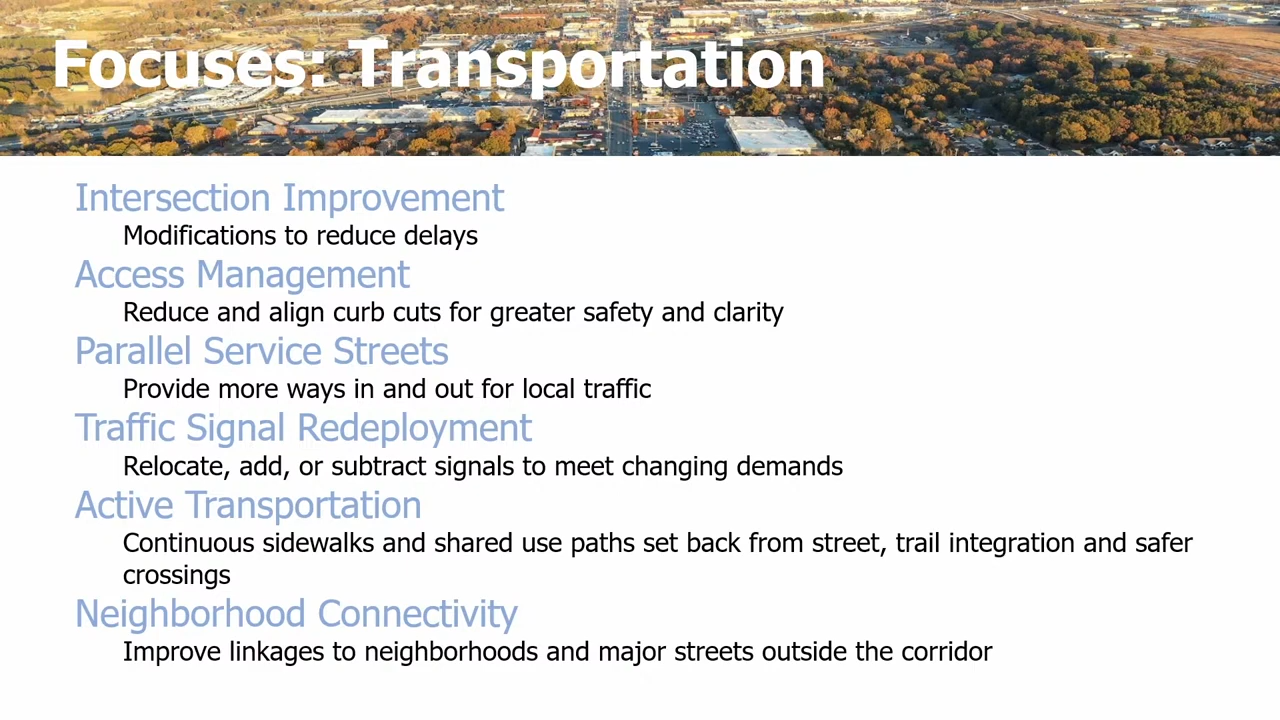 Focuses: Transportation
Intersection Improvement
Modifications to reduce delays
Access Management
Reduce and align curb cuts for greater safety and clarity
Parallel Service Streets
Provide more ways in and out for local traffic
Traffic Signal Redeployment
Relocate, add, or subtract signals to meet changing demands
Active Transportation
Continuous sidewalks and shared use paths set back from street, trail integration and safer
crossings
Neighborhood Connectivity
Improve linkages to neighborhoods and major streets outside the corridor